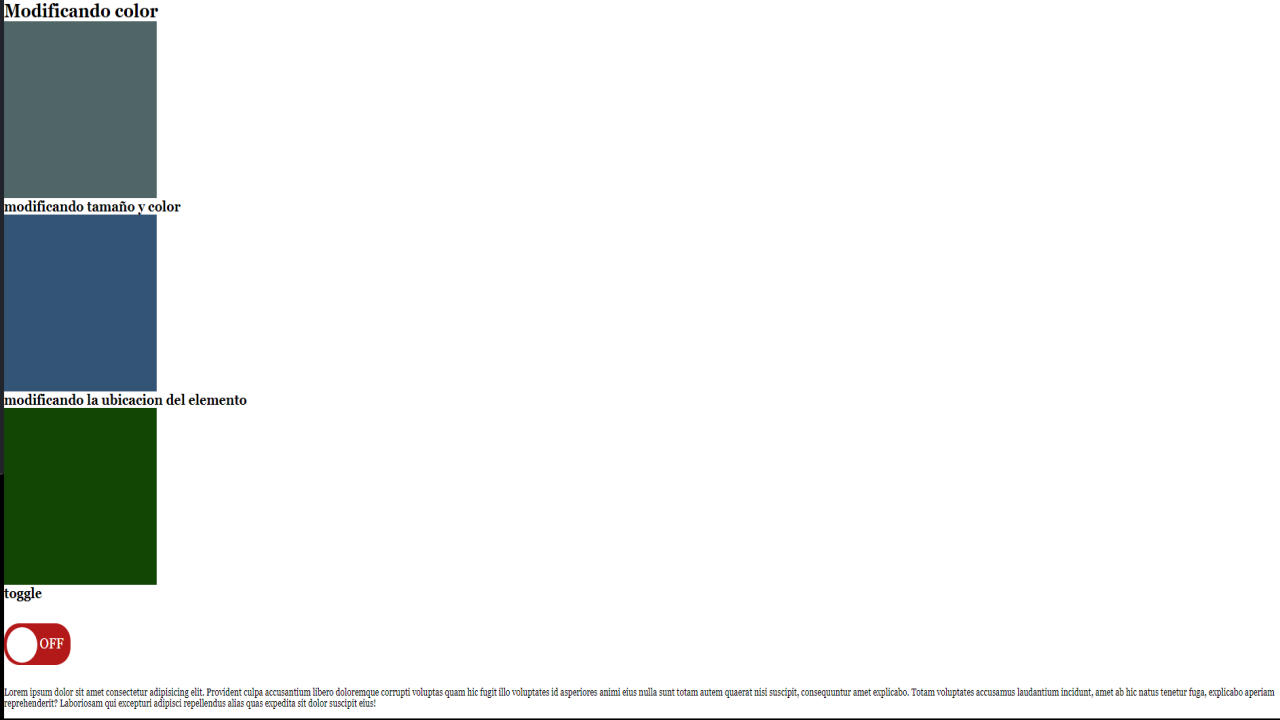 Modificando color
modificando tamaño y color
modificando la ubicacion del elemento
toggle
OFF
Lorem ipsum dolor sit amet consectetur adipisicing elit. Provident culpa accusantium libero doloremque corrupti voluptas quam hic fugit illo voluptates id asperiores animi eius nulla sunt totam autem quaerat nisi suscipit, consequuntur amet explicabo. Totam voluptates accusamus laudantium incidunt, amet ab hic natus tenetur fuga, explicabo aperiam
reprehenderit? Laboriosam qui excepturi adipisci repellendus alias quas expedita sit dolor suscipit eius!